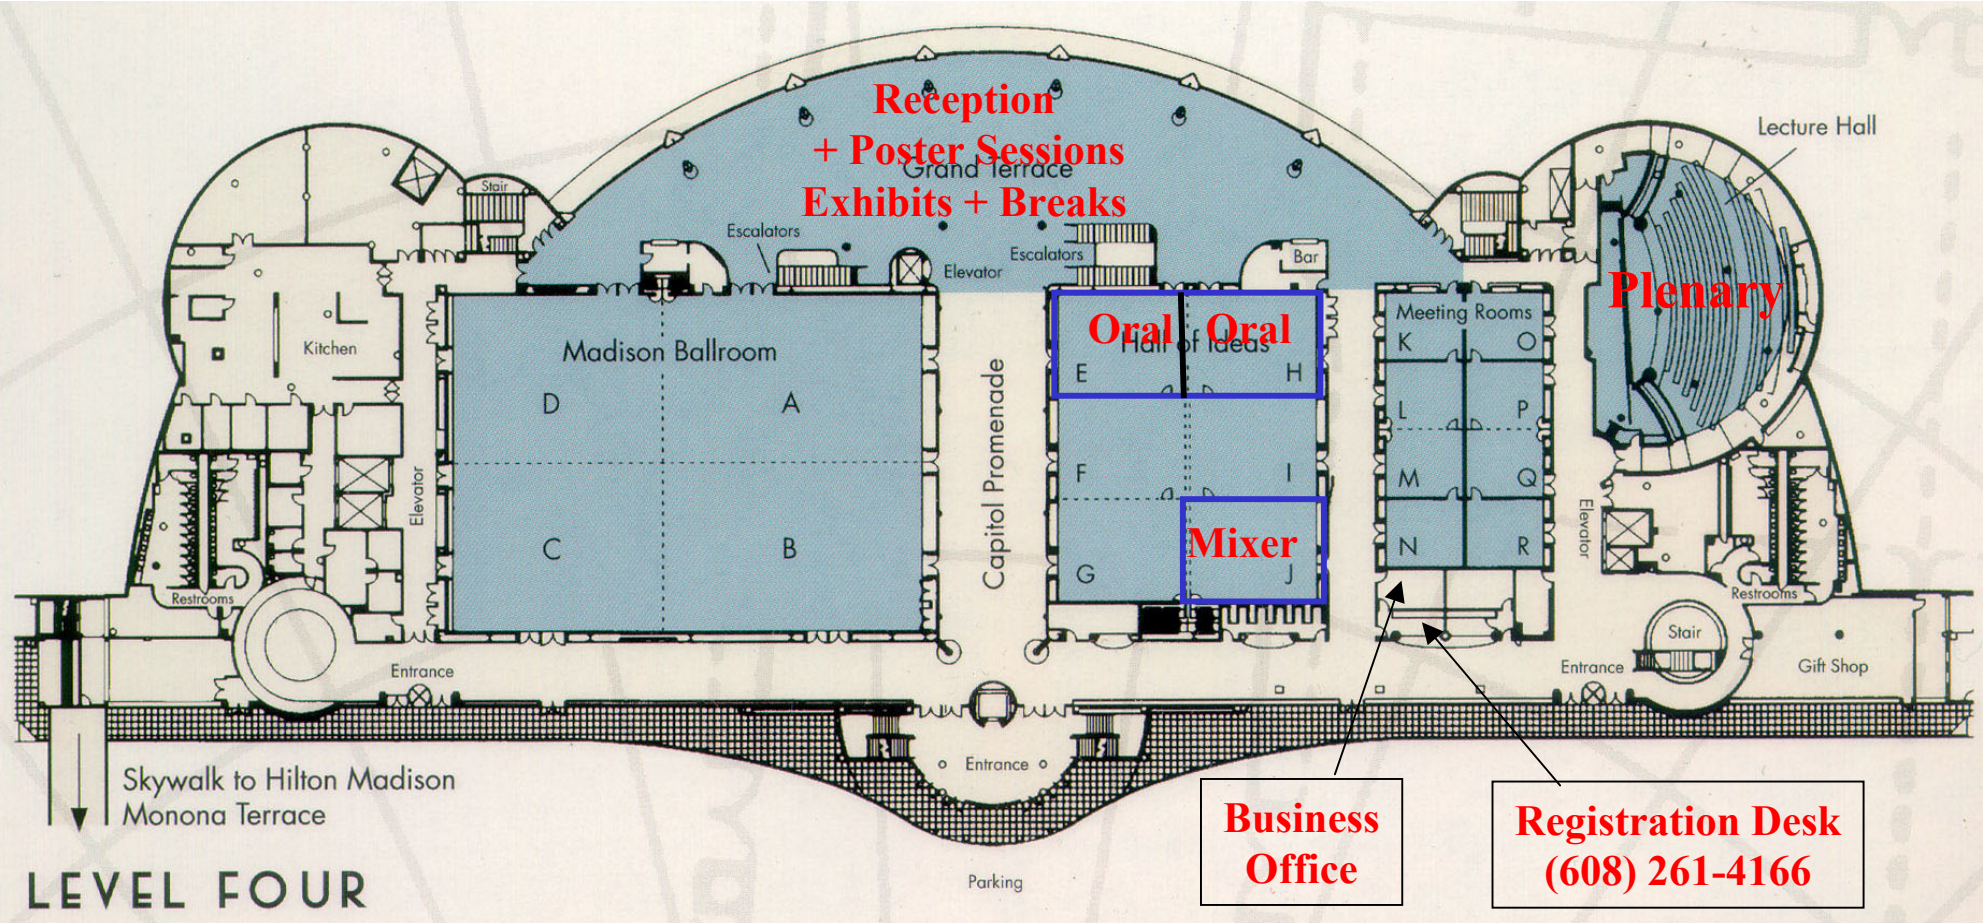 Reception
+ Poster Sessions
Grand Terrace
Exhibits + Breaks
Lecture Hall
Stair
Escalators
Escalators
Elevator
Bar
Plenary
Kitchen
Madison Ballroom
D
A
C
B
Elevator
Capitol Promenade
Oral
Oral
Hall of Ideas
E
H
F
I
G
Mixer
J
Meeting Rooms
K
O
L
P
M
Q
N
R
Elevator
Restrooms
Restrooms
Stair
Entrance
Entrance
Gift Shop
Entrance
Skywalk to Hilton Madison
Monona Terrace
Business
Office
Registration Desk
(608) 261-4166
Parking
LEVEL FOUR